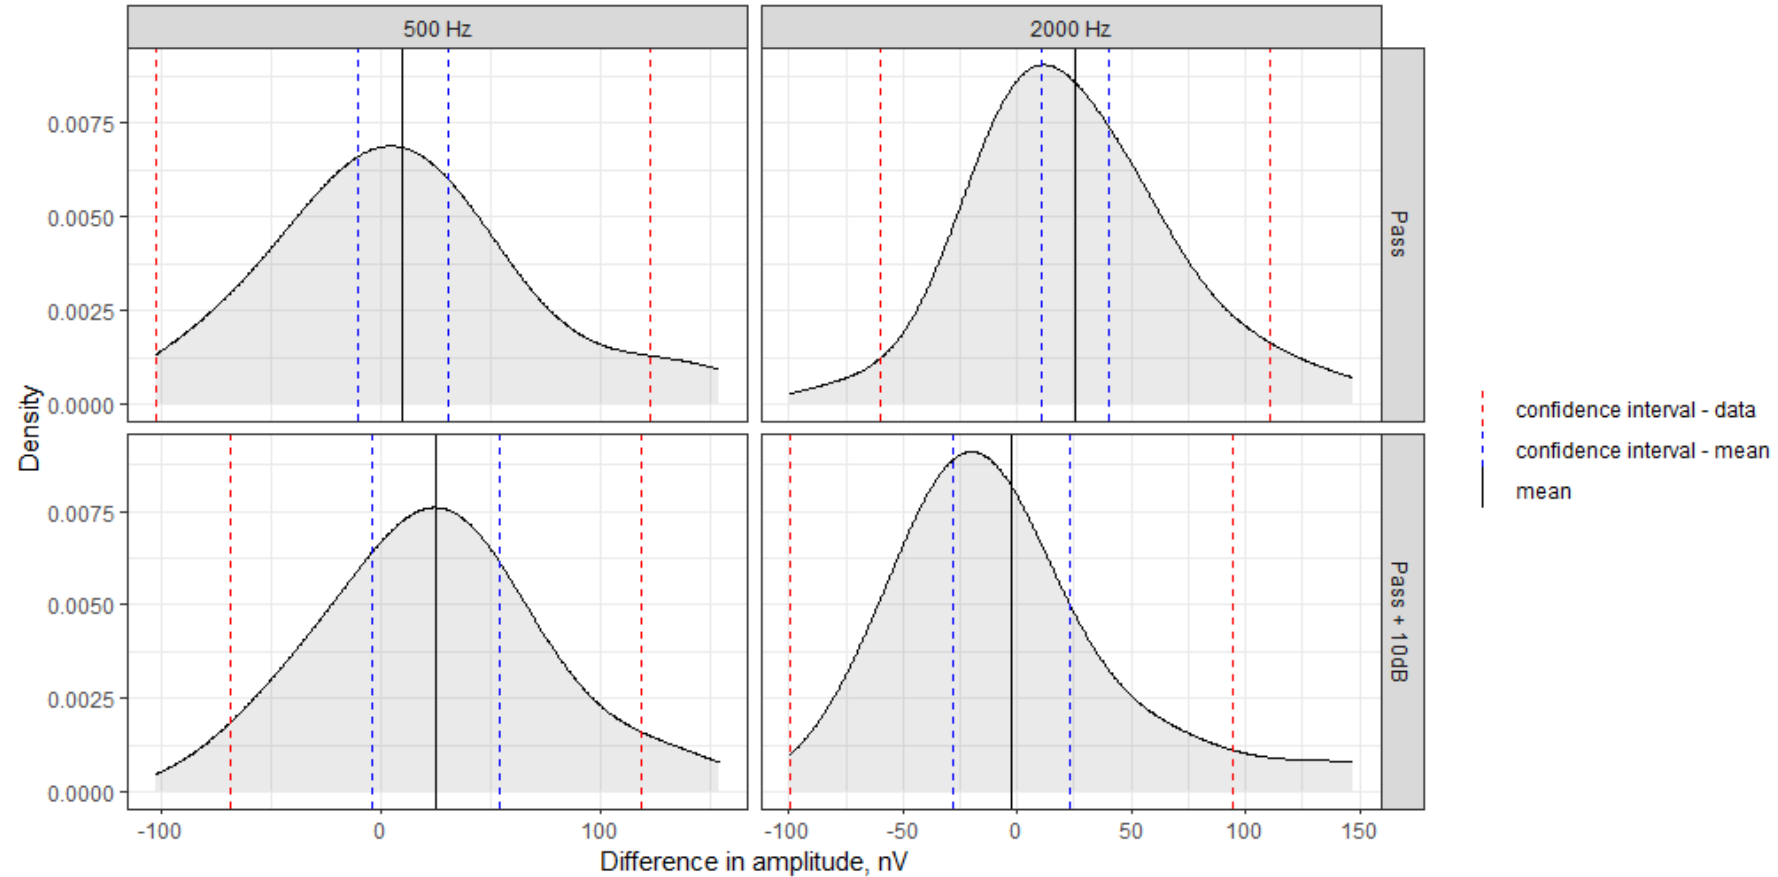 500 Hz
2000 Hz
0.0075
0.0050
0.0025
0.0000
Pass
0.0075
0.0050
0.0025
0.0000
Pass + 10dB
Density
-100
0
100
-100
-50
0
50
100
150
Difference in amplitude, nV
confidence interval - data
confidence interval - mean
mean